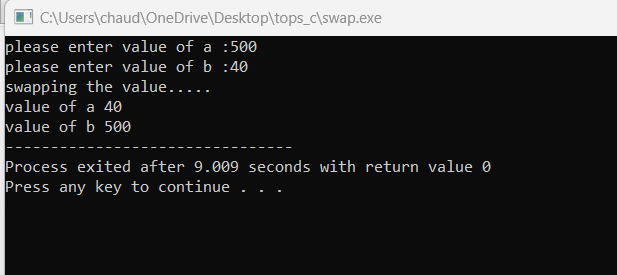 C:\Users\chaud\OneDrive\Desktop\tops_c\swap.exe
please enter value of a :500
please enter value of b :40
swapping the value.....
value of a 40
value of b 500
--------------------------------
Process exited after 9.009 seconds with return value 0
Press any key to continue . . .